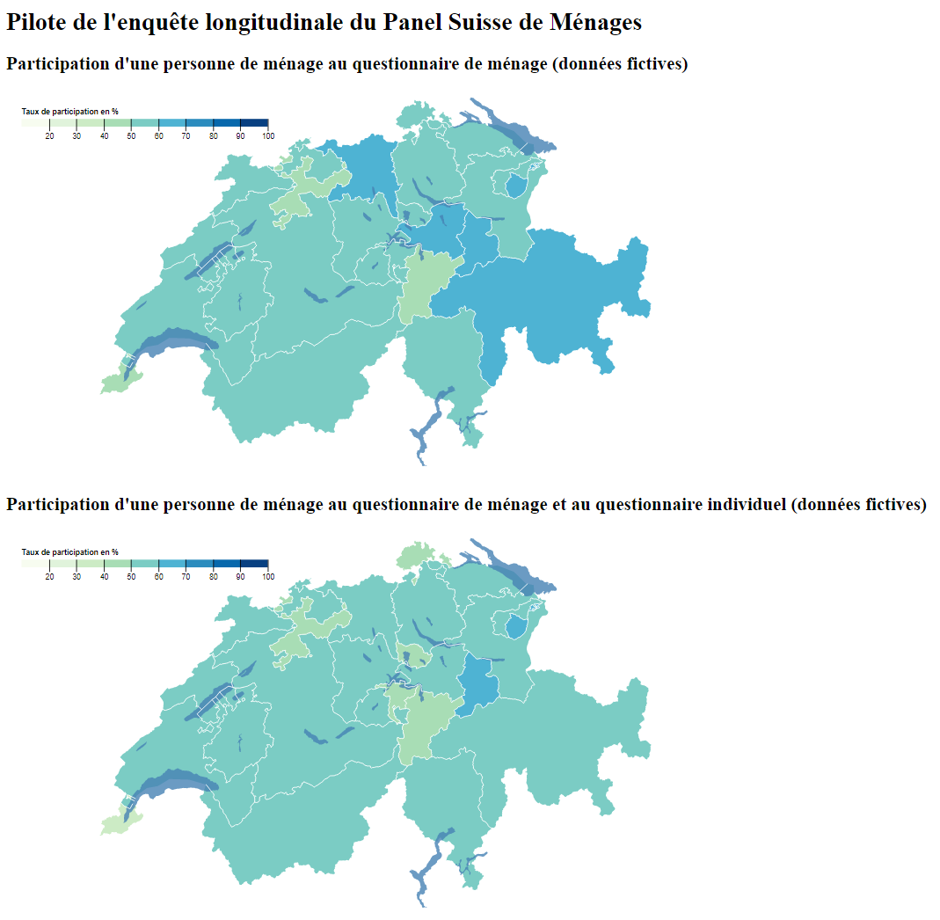 Pilote de l'enquête longitudinale du Panel Suisse de Ménages
Participation d'une personne de ménage au questionnaire de ménage (données fictives)
Taux de participation en %
20 30 40 50 60 70 80 90 100
Participation d'une personne de ménage au questionnaire de ménage et au questionnaire individuel (données fictives)
Taux de participation en %
20 30 40 50 60 70 80 90 100